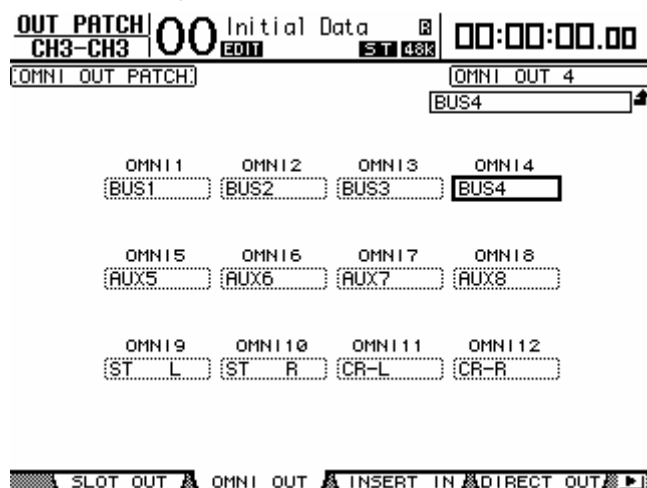 OUT PATCH
CH3-CH3
00 Initial Data R
EDIT ST 48K
00:00:00.00
OMNI OUT PATCH
OMNI OUT 4
BUS4
OMNI1 OMNI2 OMNI3 OMNI4
BUS1 BUS2 BUS3 BUS4
OMNI5 OMNI6 OMNI7 OMNI8
AUX5 AUX6 AUX7 AUX8
OMNI9 OMNI10 OMNI11 OMNI12
ST L ST R CR-L CR-R
SLOT OUT OMNI OUT INSERT IN DIRECT OUT